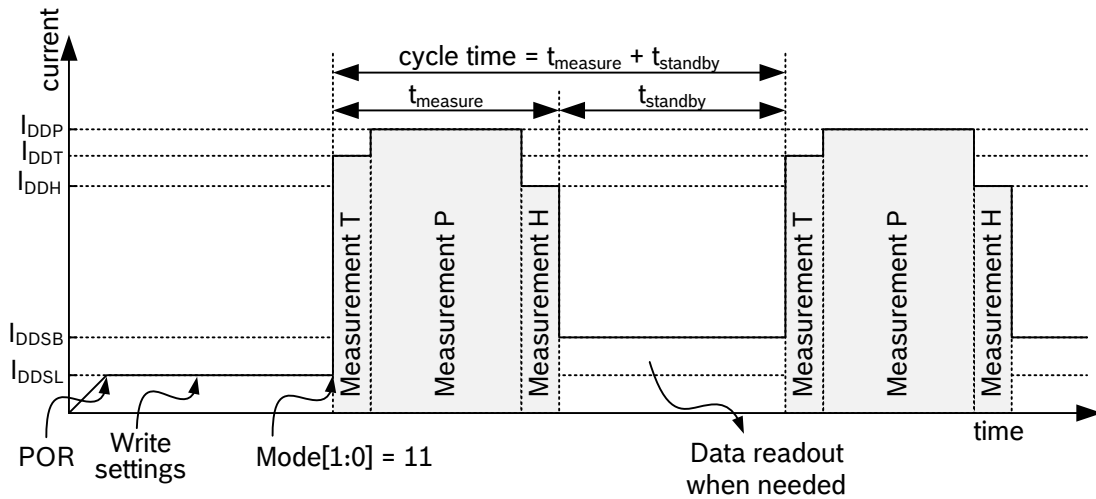 current
cycle time = tmeasure + tstandby
tmeasure
tstandby
IDDP
IDDT
IDDH
IDDSB
IDDSL
Measurement T
Measurement P
Measurement H
Measurement T
Measurement P
Measurement H
time
POR
Write
settings
Mode[1:0] = 11
Data readout
when needed